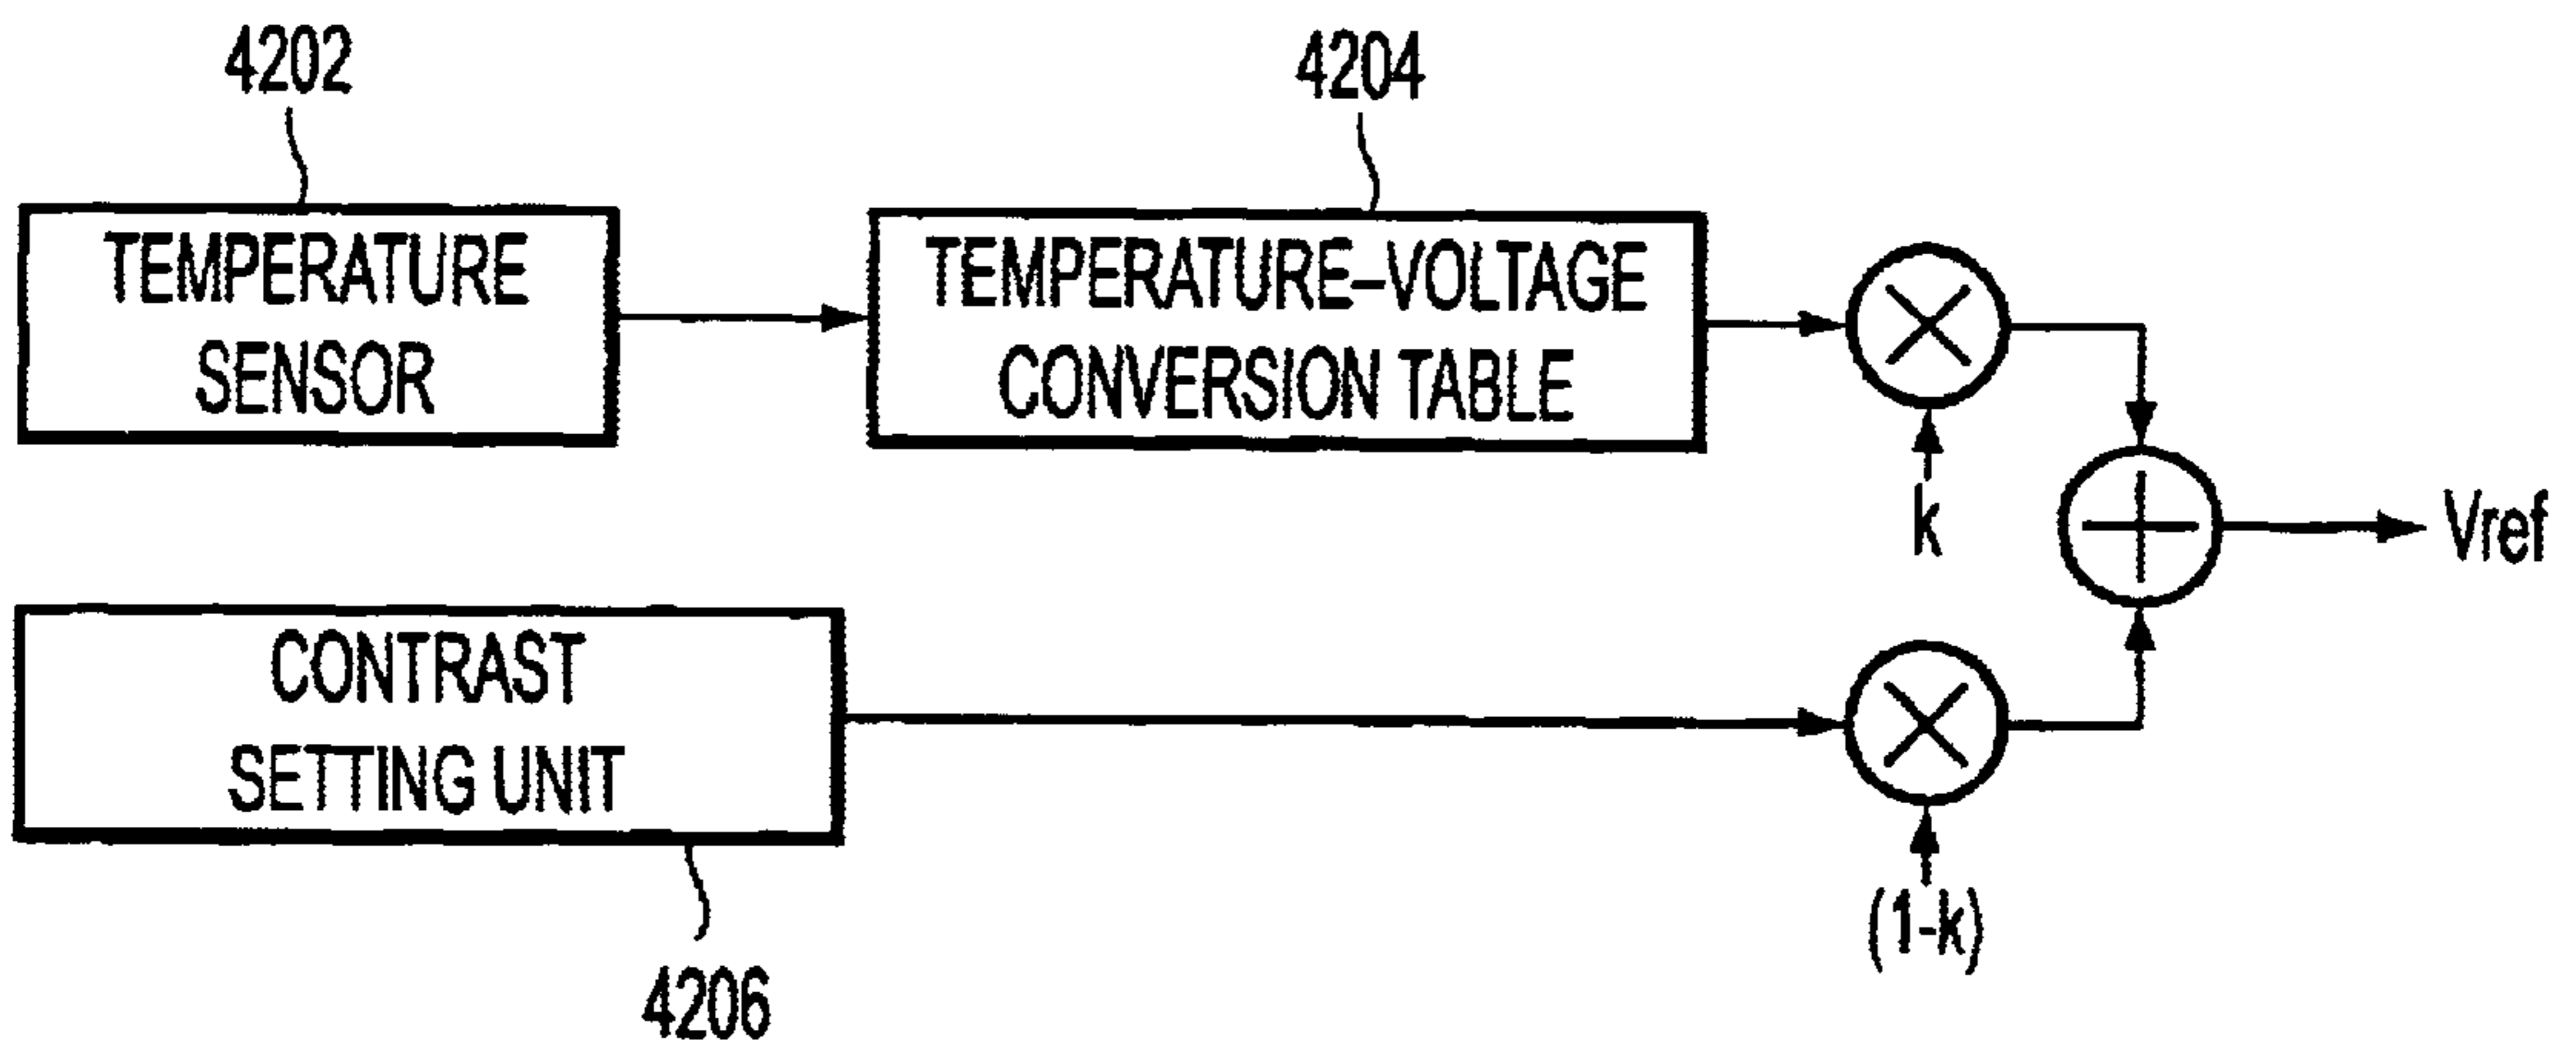 4202
4204
TEMPERATURE
SENSOR
TEMPERATURE-VOLTAGE
CONVERSION TABLE
k
Vref
CONTRAST
SETTING UNIT
(1-k)
4206